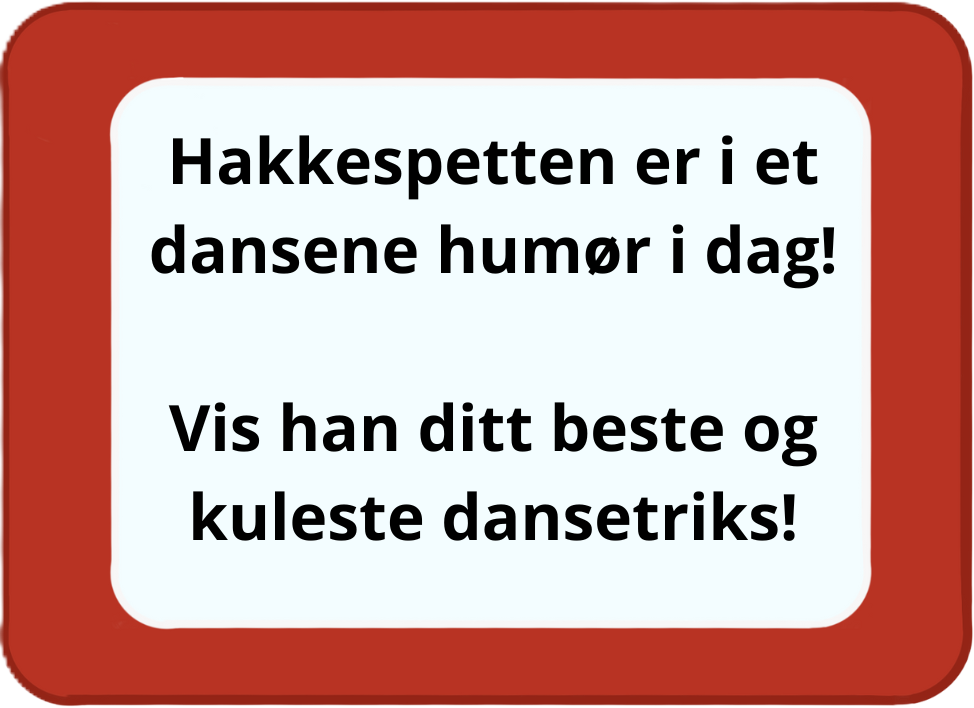 Hakkespetten er i et
dansene humør i dag!
Vis han ditt beste og
kuleste dansetriks!